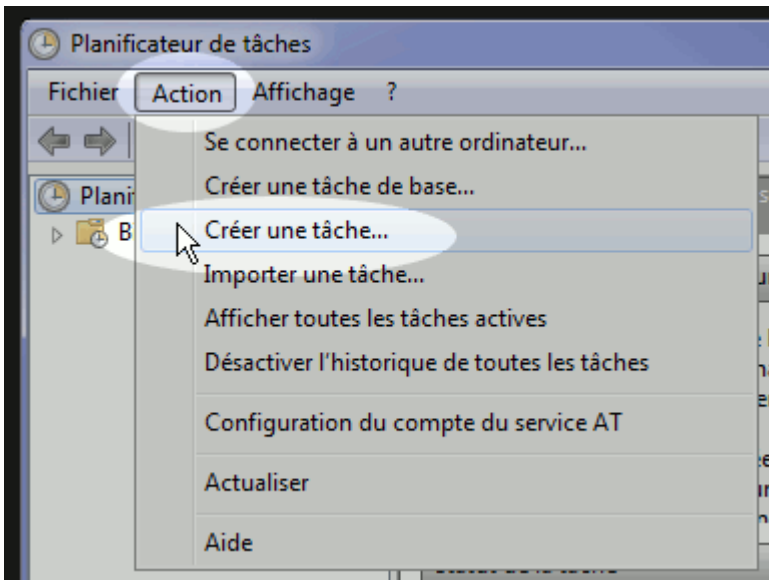 Planificateur de tâches
Fichier Action Affichage ?
Se connecter à un autre ordinateur...
Créer une tâche de base...
Créer une tâche...
Importer une tâche...
Afficher toutes les tâches actives
Désactiver l'historique de toutes les tâches
Configuration du compte du service AT
Actualiser
Aide